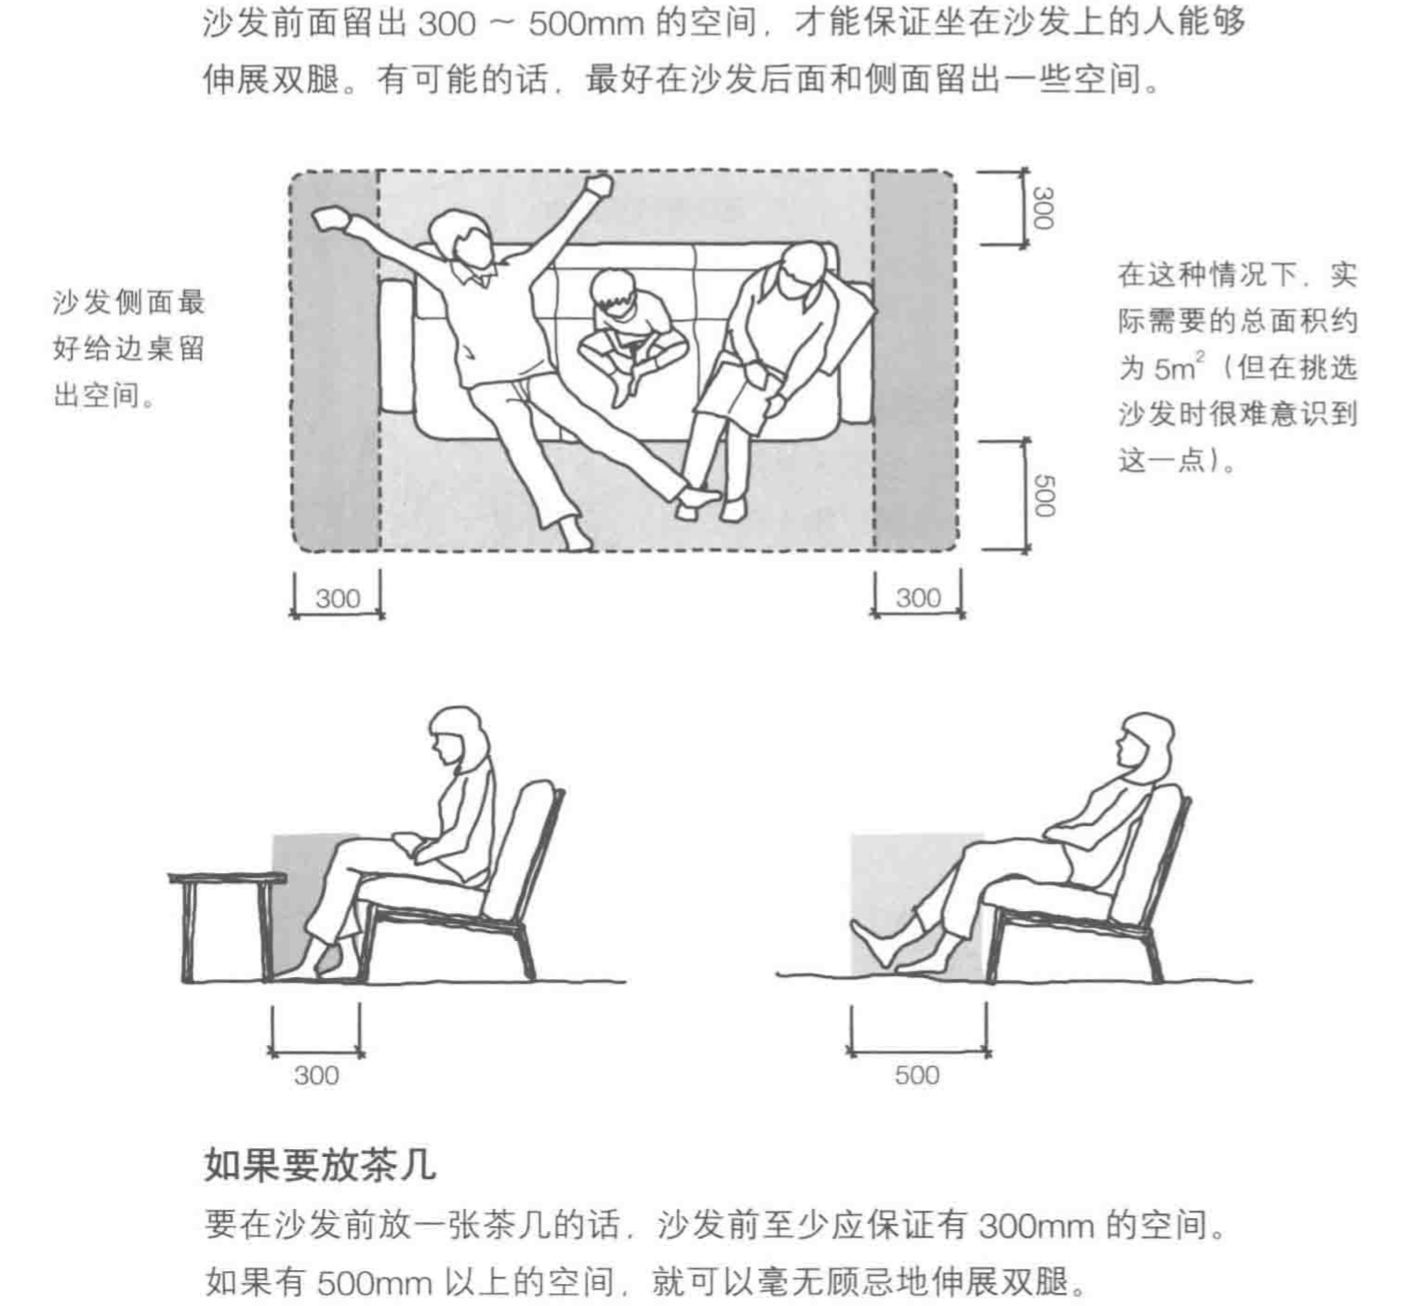 沙发前面留出 300 ～ 500mm 的空间，才能保证坐在沙发上的人能够
伸展双腿。有可能的话，最好在沙发后面和侧面留出一些空间。
300
沙发侧面最
好给边桌留
出空间。
在这种情况下，实
际需要的总面积约
为 5m²（但在挑选
沙发时很难意识到
这一点）。
500
300
300
300
500
如果要放茶几
要在沙发前放一张茶几的话，沙发前至少应保证有 300mm 的空间。
如果有 500mm 以上的空间，就可以毫无顾忌地伸展双腿。